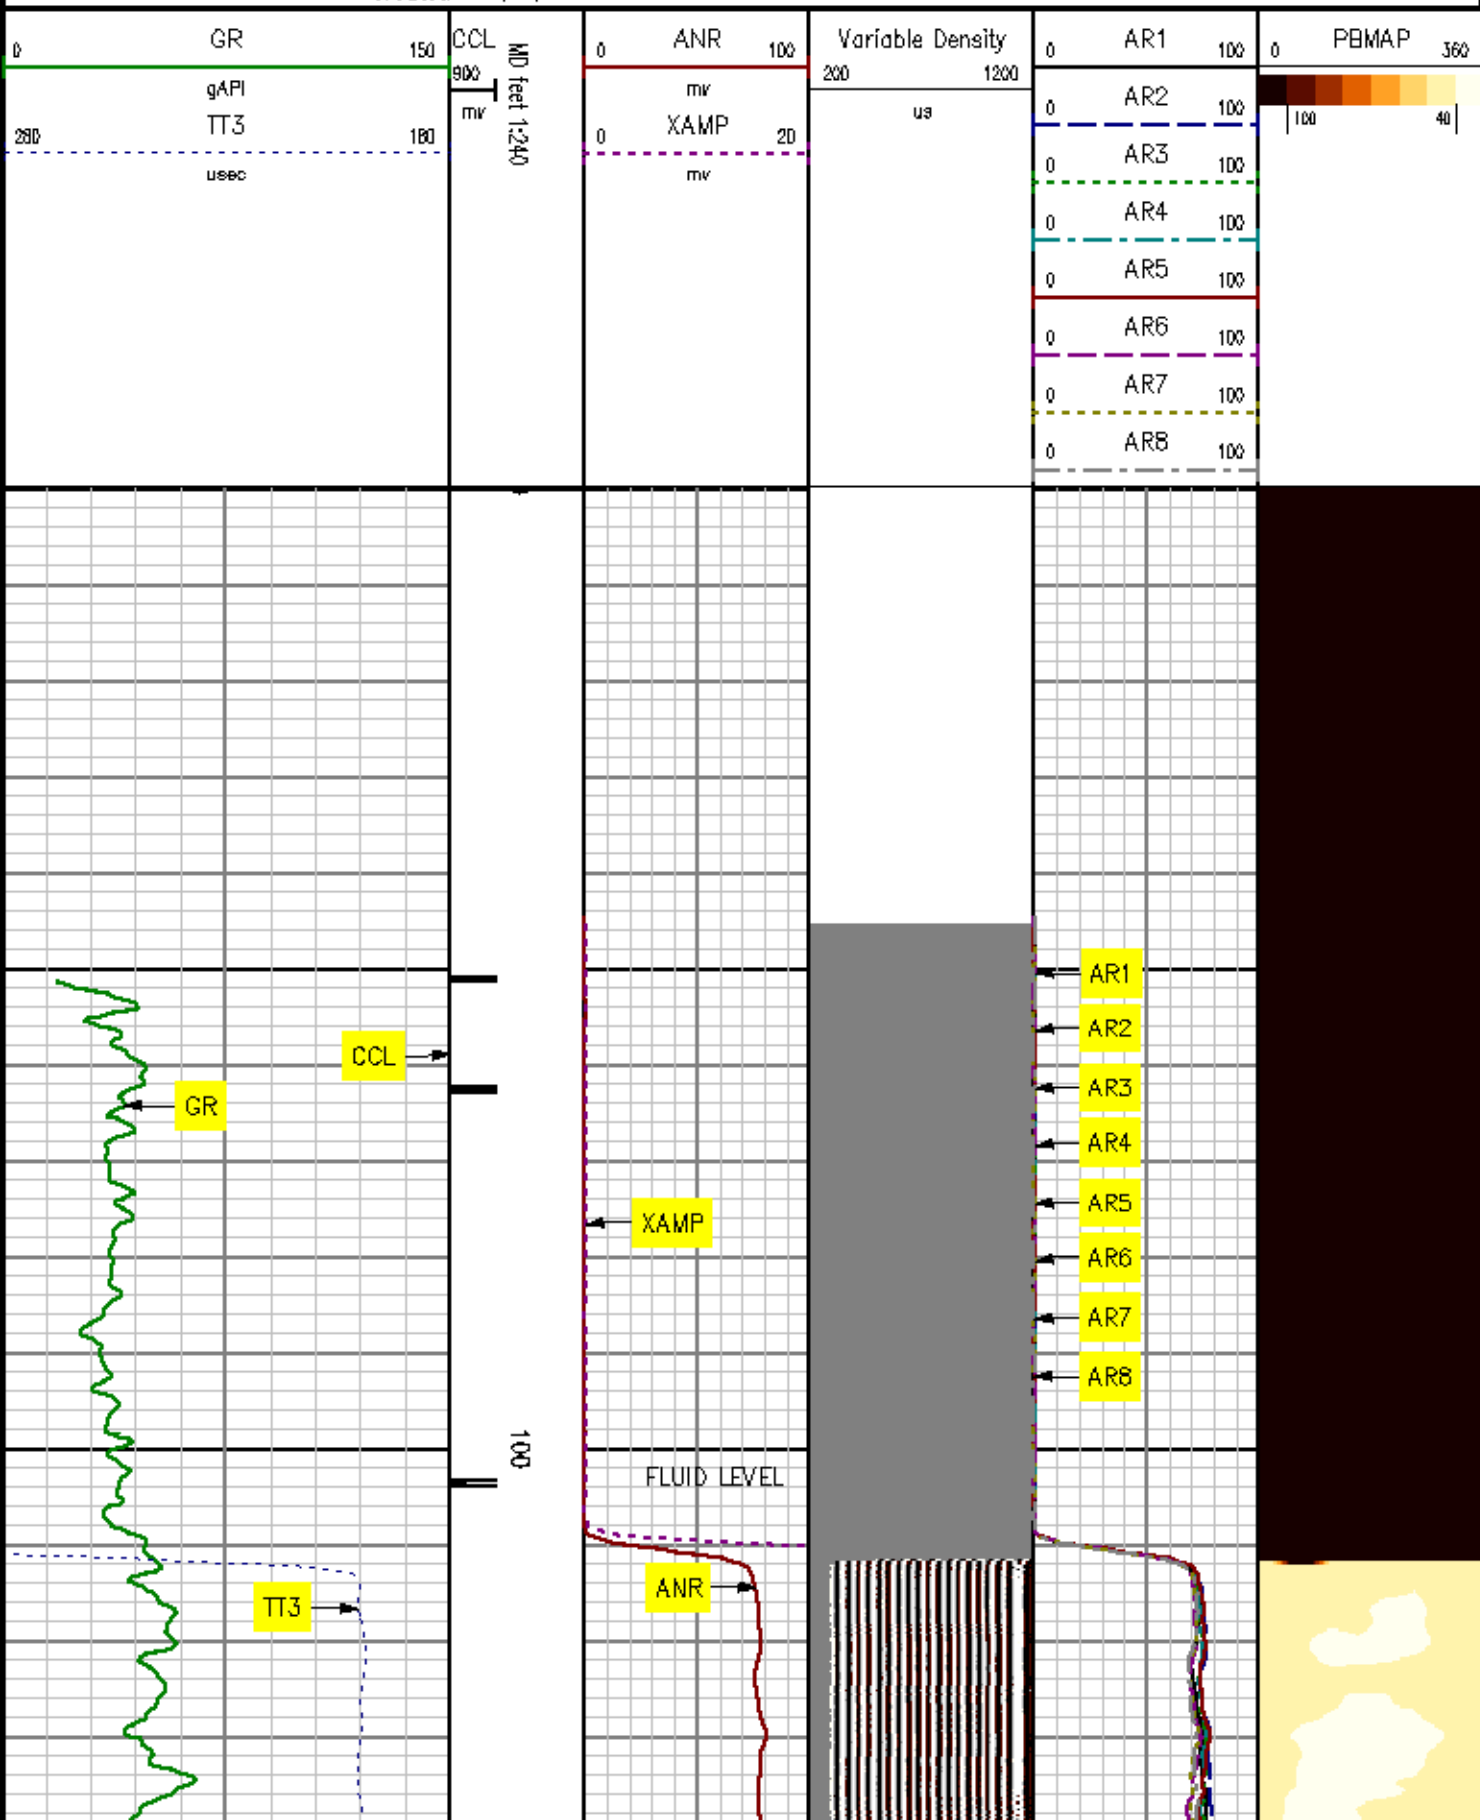 GR CCL ANR Variable Density AR1 PBMAP
0 150 0 100 0 100 0 360
900 200 1200
gAPI mv us AR2
0 100
TT3 mv XAMP 100 40
280 180 0 20
MD feet 1:240
usec mv AR3
0 100
AR4
0 100
AR5
0 100
AR6
0 100
AR7
0 100
AR8
0 100
AR1
AR2
CCL
AR3
GR
AR4
AR5
XAMP
AR6
AR7
AR8
100
FLUID LEVEL
ANR
TT3